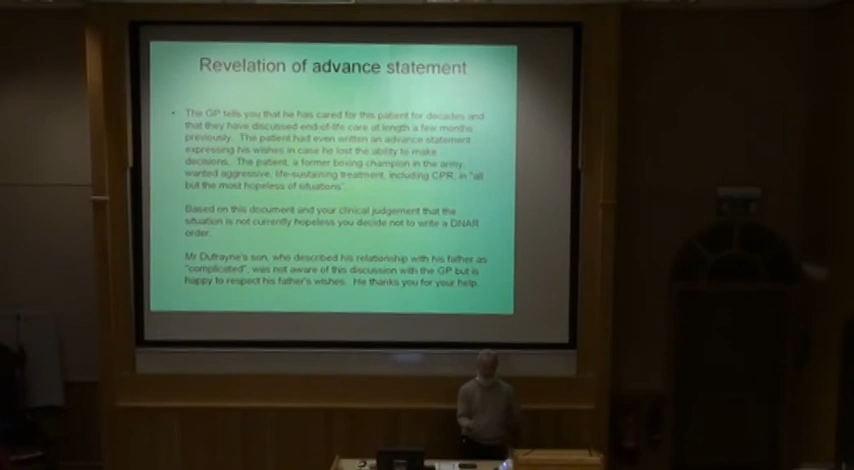 Revelation of advance statement
• The GP tells you that he has cared for this patient for decades and
that they have discussed end-of-life care at length a few months
previously. The patient had even written an advance statement
expressing his wishes in case he lost the ability to make
decisions. The patient, a former boxing champion in the army,
wanted aggressive, life-sustaining treatment, including CPR, in "all
but the most hopeless of situations".
Based on this document and your clinical judgement that the
situation is not currently hopeless you decide not to write a DNAR
order.
Mr Dufrayne's son, who described his relationship with his father as
"complicated", was not aware of this discussion with the GP but is
happy to respect his father's wishes. He thanks you for your help.